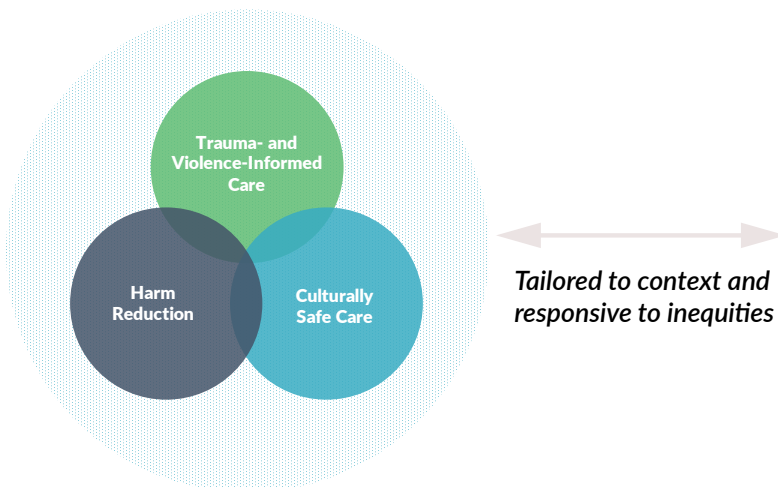 Trauma- and
Violence-Informed
Care
Harm
Reduction
Culturally
Safe Care
Tailored to context and
responsive to inequities